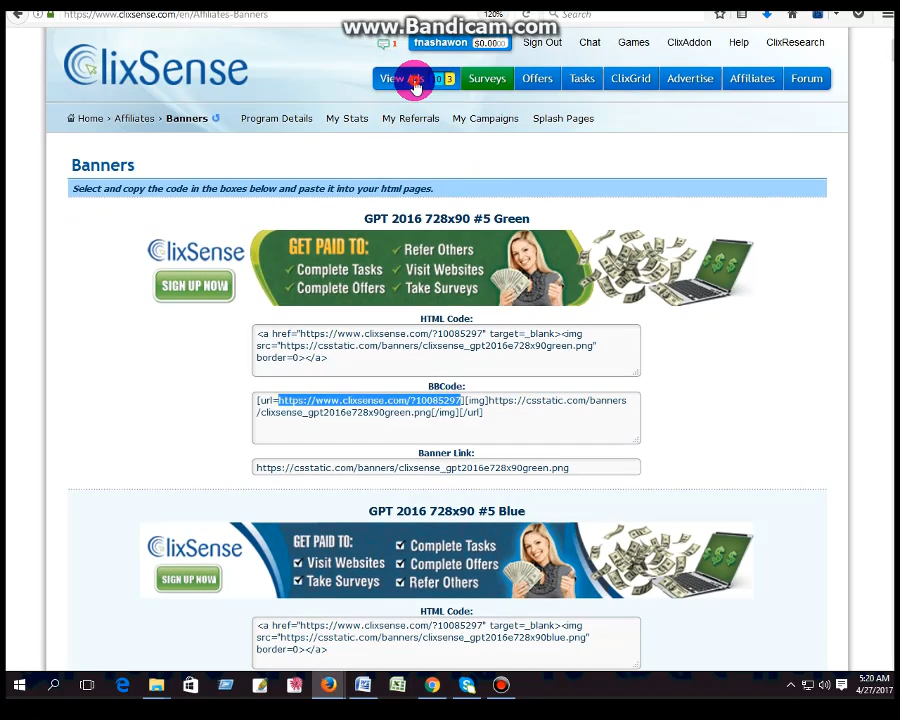 https://www.clixsense.com/en/Affiliates-Banners
120%
Search
www.Bandicam.com
1
fnashawon $0.0000
Sign Out
Chat
Games
ClixAddon
Help
ClixResearch
ClixSense
View Ads 0 3
Surveys
Offers
Tasks
ClixGrid
Advertise
Affiliates
Forum
Home › Affiliates › Banners
Program Details
My Stats
My Referrals
My Campaigns
Splash Pages
Banners
Select and copy the code in the boxes below and paste it into your html pages.
GPT 2016 728x90 #5 Green
ClixSense
SIGN UP NOW
GET PAID TO:
Complete Tasks
Complete Offers
Refer Others
Visit Websites
Take Surveys
HTML Code:
<a href="https://www.clixsense.com/?10085297" target=_blank><img
src="https://csstatic.com/banners/clixsense_gpt2016e728x90green.png"
border=0></a>
BBCode:
[url=https://www.clixsense.com/?10085297][img]https://csstatic.com/banners
/clixsense_gpt2016e728x90green.png[/img][/url]
Banner Link:
https://csstatic.com/banners/clixsense_gpt2016e728x90green.png
GPT 2016 728x90 #5 Blue
ClixSense
SIGN UP NOW
GET PAID TO:
Visit Websites
Take Surveys
Complete Tasks
Complete Offers
Refer Others
HTML Code:
<a href="https://www.clixsense.com/?10085297" target=_blank><img
src="https://csstatic.com/banners/clixsense_gpt2016e728x90blue.png"
border=0></a>
5:20 AM
4/27/2017